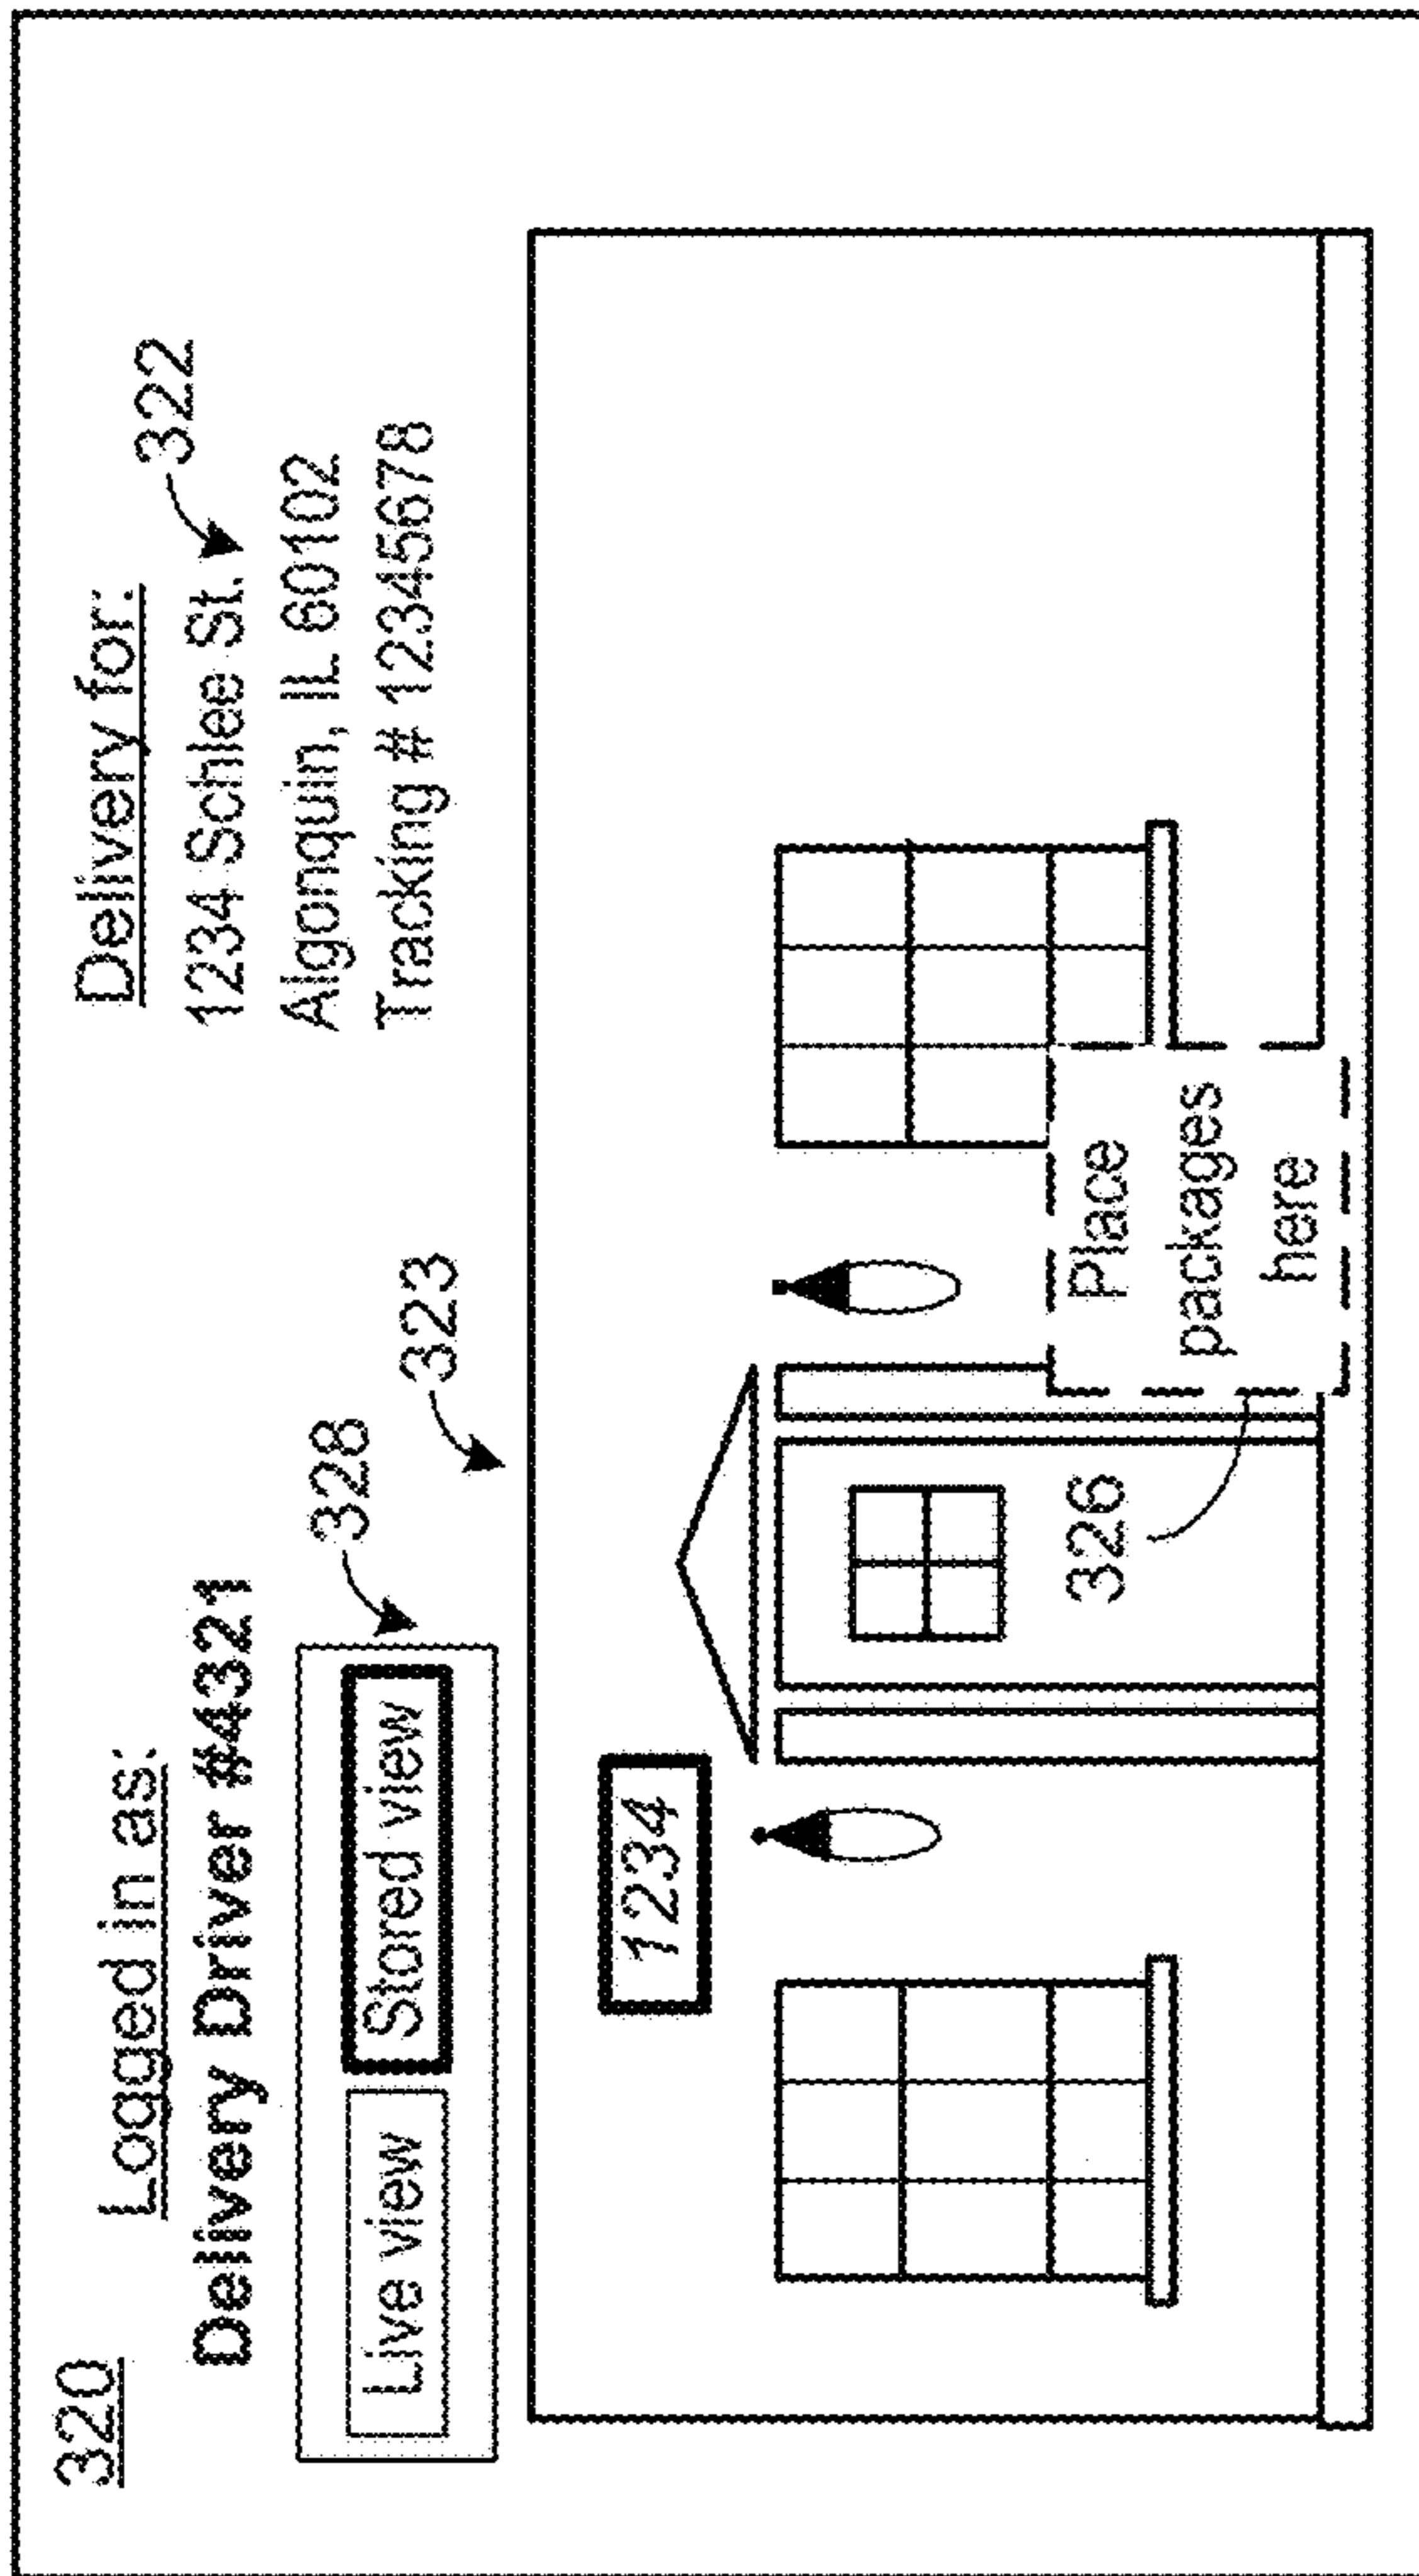 320
Logged in as:
Delivery Driver #4321
Delivery for:
1234 Schlee St.
322
Algonquin, IL 60102
Tracking # 12345678
Live view
Stored view
328
323
1234
326
Place
packages
here